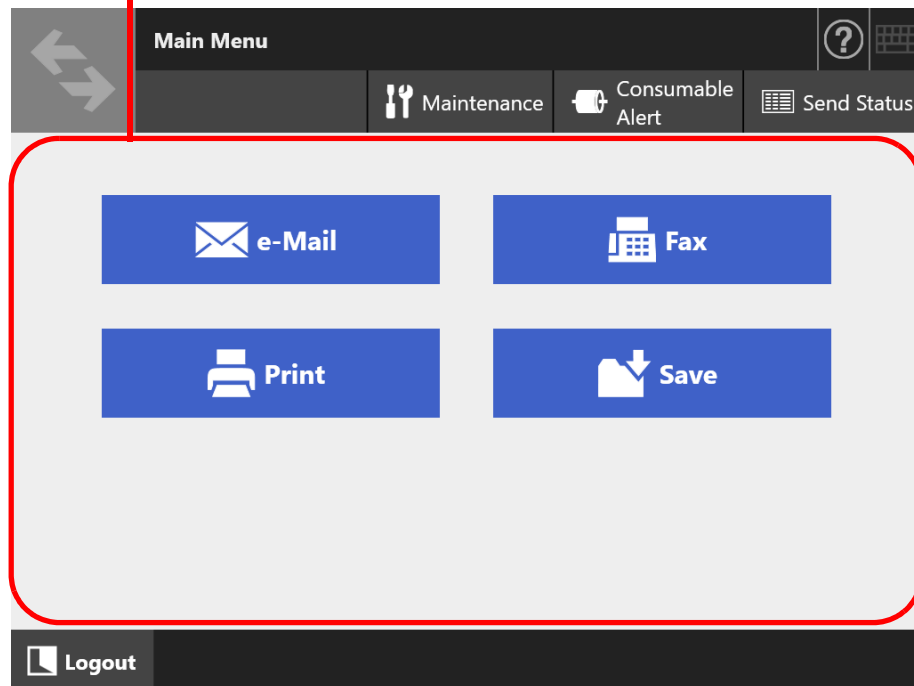 Main Menu
?
Maintenance
Consumable
Alert
Send Status
e-Mail
Fax
Print
Save
Logout